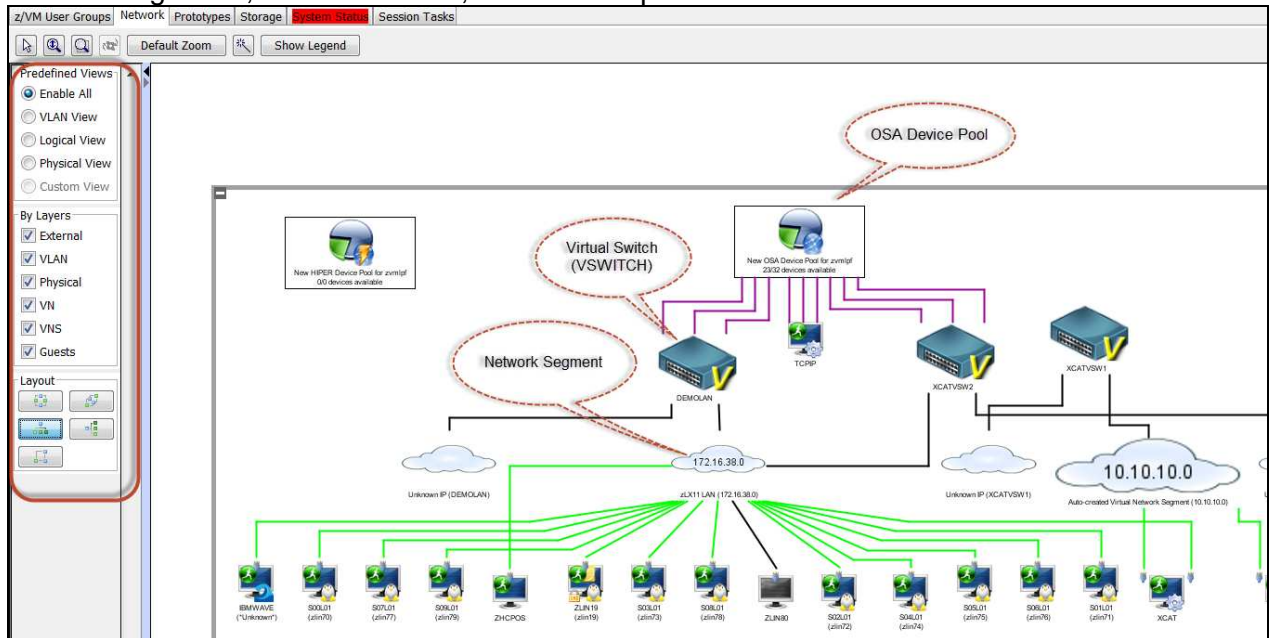 z/VM User Groups Network Prototypes Storage System Status Session Tasks
Default Zoom Show Legend
Predefined Views
Enable All
VLAN View
Logical View
Physical View
Custom View
By Layers
External
VLAN
Physical
VN
VNS
Guests
Layout
OSA Device Pool
Virtual Switch
(VSWITCH)
Network Segment
New HIPER Device Pool for zvmlpf
0/0 devices available
New OSA Device Pool for zvmlpf
23/32 devices available
TCPIP
DEMOLAN
XCATVSW2
XCATVSW1
172.16.38.0
10.10.10.0
Unknown IP (DEMOLAN)
zLX11 LAN (172.16.38.0)
Unknown IP (XCATVSW1)
Auto-created Virtual Network Segment (10.10.10.0)
IBMWAVE
("Unknown")
S00L01
(zlin70)
S07L01
(zlin77)
S09L01
(zlin79)
ZHCPOS
ZLIN19
(zlin19)
S03L01
(zlin73)
S08L01
(zlin78)
ZLIN80
S02L01
(zlin72)
S04L01
(zlin74)
S05L01
(zlin75)
S06L01
(zlin76)
S01L01
(zlin71)
XCAT